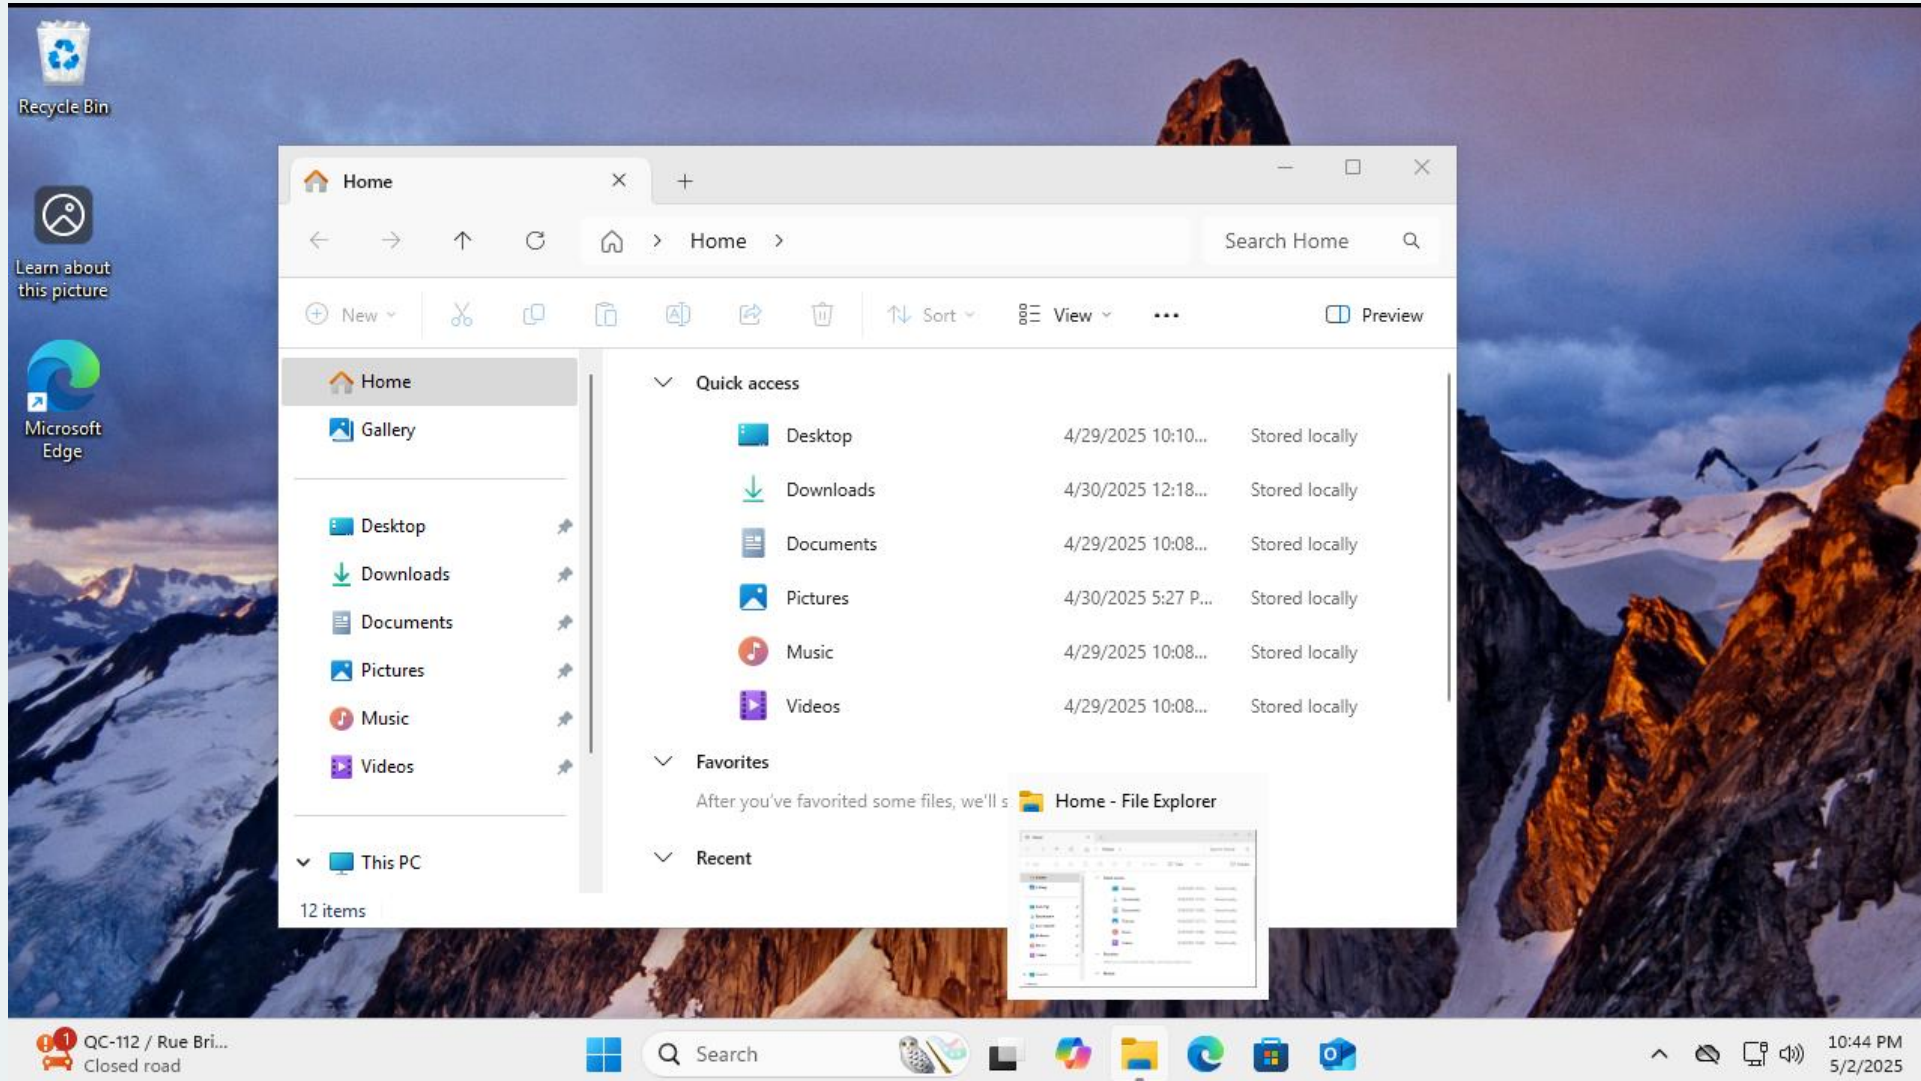 Recycle Bin
Learn about
this picture
Microsoft
Edge
Home
Home
Search Home
New
Sort
View
Preview
Home
Gallery
Desktop
Downloads
Documents
Pictures
Music
Videos
This PC
12 items
Quick access
Desktop 4/29/2025 10:10... Stored locally
Downloads 4/30/2025 12:18... Stored locally
Documents 4/29/2025 10:08... Stored locally
Pictures 4/30/2025 5:27 P... Stored locally
Music 4/29/2025 10:08... Stored locally
Videos 4/29/2025 10:08... Stored locally
Favorites
After you've favorited some files, we'll s
Recent
Home - File Explorer
1
QC-112 / Rue Bri...
Closed road
Search
10:44 PM
5/2/2025